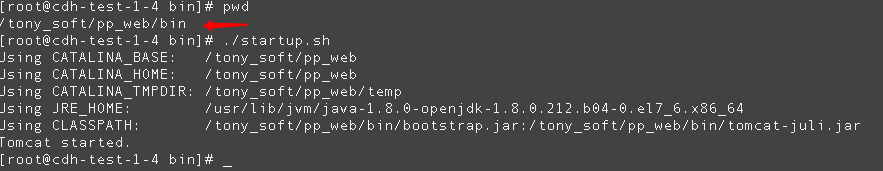 [root@cdh-test-1-4 bin]# pwd
/tony_soft/pp_web/bin
[root@cdh-test-1-4 bin]# ./startup.sh
Using CATALINA_BASE:   /tony_soft/pp_web
Using CATALINA_HOME:   /tony_soft/pp_web
Using CATALINA_TMPDIR: /tony_soft/pp_web/temp
Using JRE_HOME:        /usr/lib/jvm/java-1.8.0-openjdk-1.8.0.212.b04-0.el7_6.x86_64
Using CLASSPATH:       /tony_soft/pp_web/bin/bootstrap.jar:/tony_soft/pp_web/bin/tomcat-juli.jar
Tomcat started.
[root@cdh-test-1-4 bin]# _